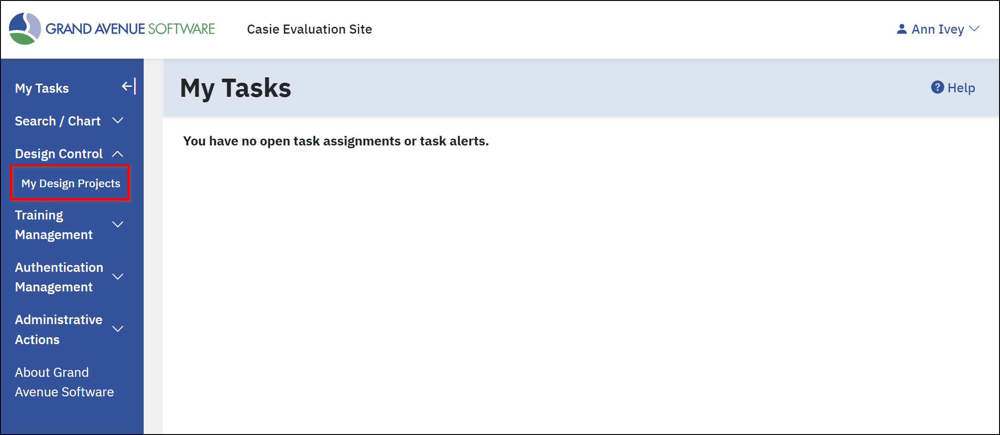 GRAND AVENUE SOFTWARE
Casie Evaluation Site
Ann Ivey
My Tasks
Search / Chart
Design Control
My Design Projects
Training
Management
Authentication
Management
Administrative
Actions
About Grand
Avenue Software
My Tasks
? Help
You have no open task assignments or task alerts.